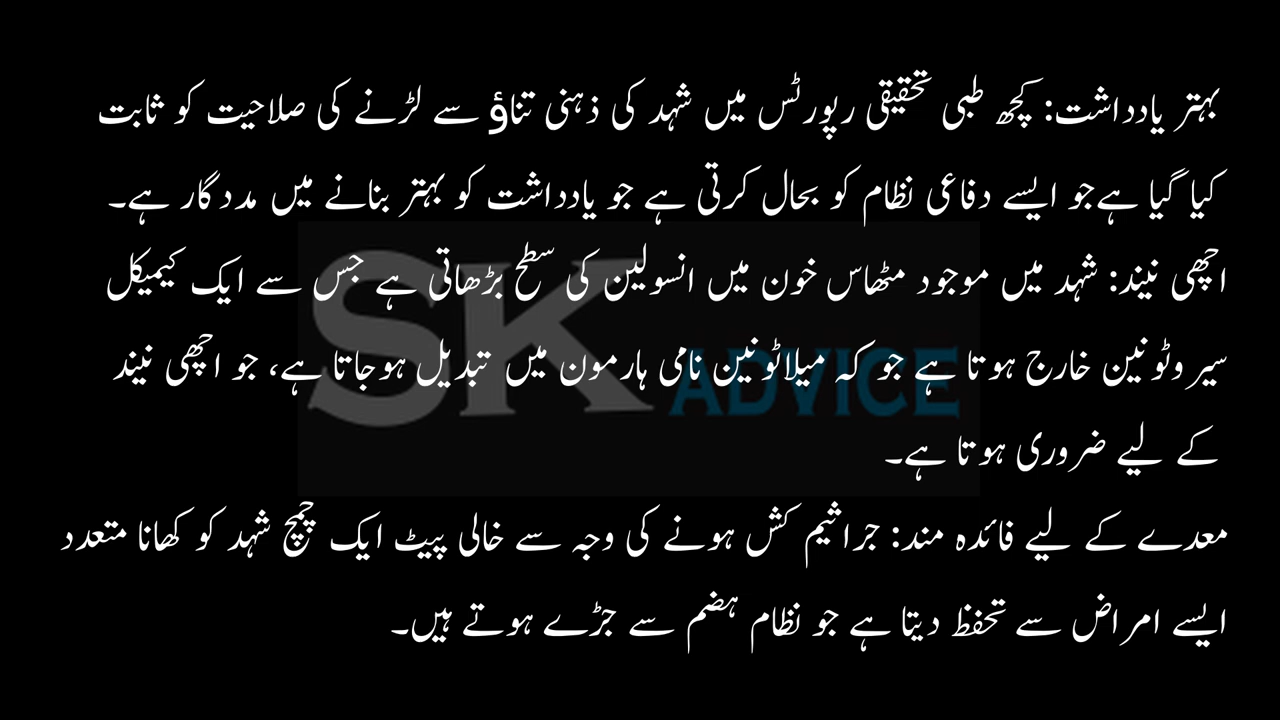 بہتر یادداشت: کچھ طبی تحقیقی رپورٹس میں شہد کی ذہنی تناؤ سے لڑنے کی صلاحیت کو ثابت
کیا گیا ہے جو ایسے دفاعی نظام کو بحال کرتی ہے جو یادداشت کو بہتر بنانے میں مددگار ہے۔
اچھی نیند: شہد میں موجود مٹھاس خون میں انسولین کی سطح بڑھاتی ہے جس سے ایک کیمیکل
سیروٹونین خارج ہوتا ہے جو کہ میلاٹونین نامی ہارمون میں تبدیل ہوجاتا ہے، جو اچھی نیند
کے لیے ضروری ہوتا ہے۔
معدے کے لیے فائدہ مند: جراثیم کش ہونے کی وجہ سے خالی پیٹ ایک چمچ شہد کو کھانا متعدد
ایسے امراض سے تحفظ دیتا ہے جو نظام ہضم سے جڑے ہوتے ہیں۔
SK ADVICE